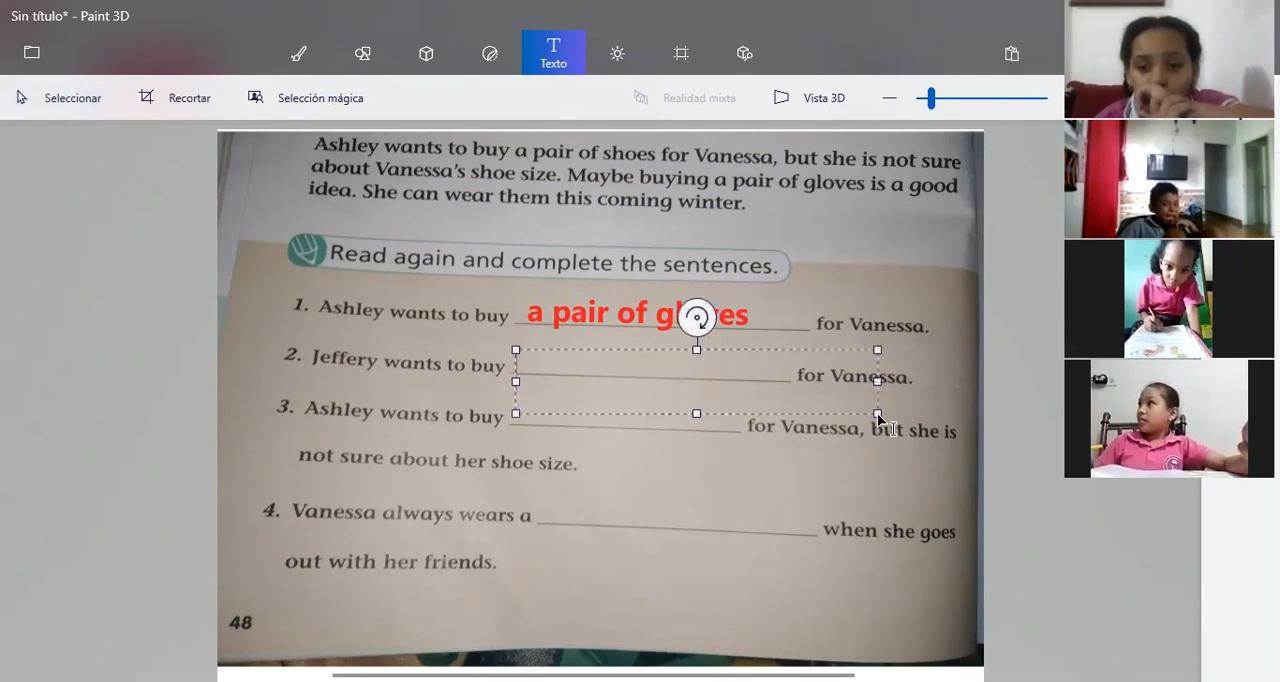 Sin título* - Paint 3D
Texto
Seleccionar
Recortar
Selección mágica
Realidad mixta
Vista 3D
Ashley wants to buy a pair of shoes for Vanessa, but she is not sure
about Vanessa's shoe size. Maybe buying a pair of gloves is a good
idea. She can wear them this coming winter.
Read again and complete the sentences.
1. Ashley wants to buy a pair of gloves for Vanessa.
2. Jeffery wants to buy for Vanessa.
3. Ashley wants to buy for Vanessa, but she is
not sure about her shoe size.
4. Vanessa always wears a when she goes
out with her friends.
48